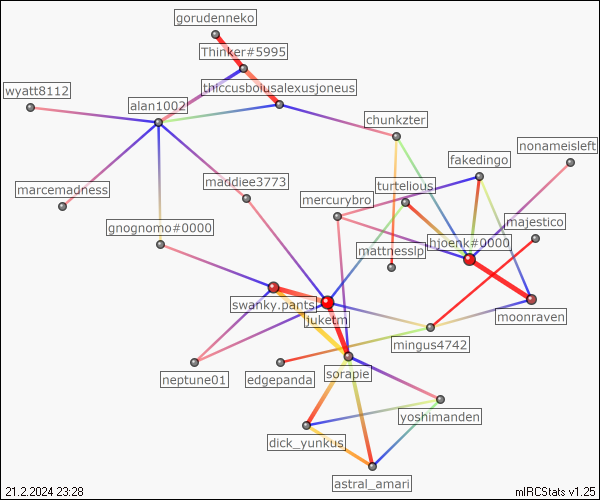 gorudenneko
Thinker#5995
thiccusboiusalexusjoneus
wyatt8112
alan1002
chunkzter
nonameisleft
fakedingo
marcemadness
maddiee3773
turtelious
mercurybro
majestico
gnognomo#0000
mattnesslp
hjoenk#0000
swanky.pants
juketm
moonraven
mingus4742
neptune01
edgepanda
sorapie
yoshimanden
dick_yunkus
astral_amari
21.2.2024 23:28
mIRCStats v1.25